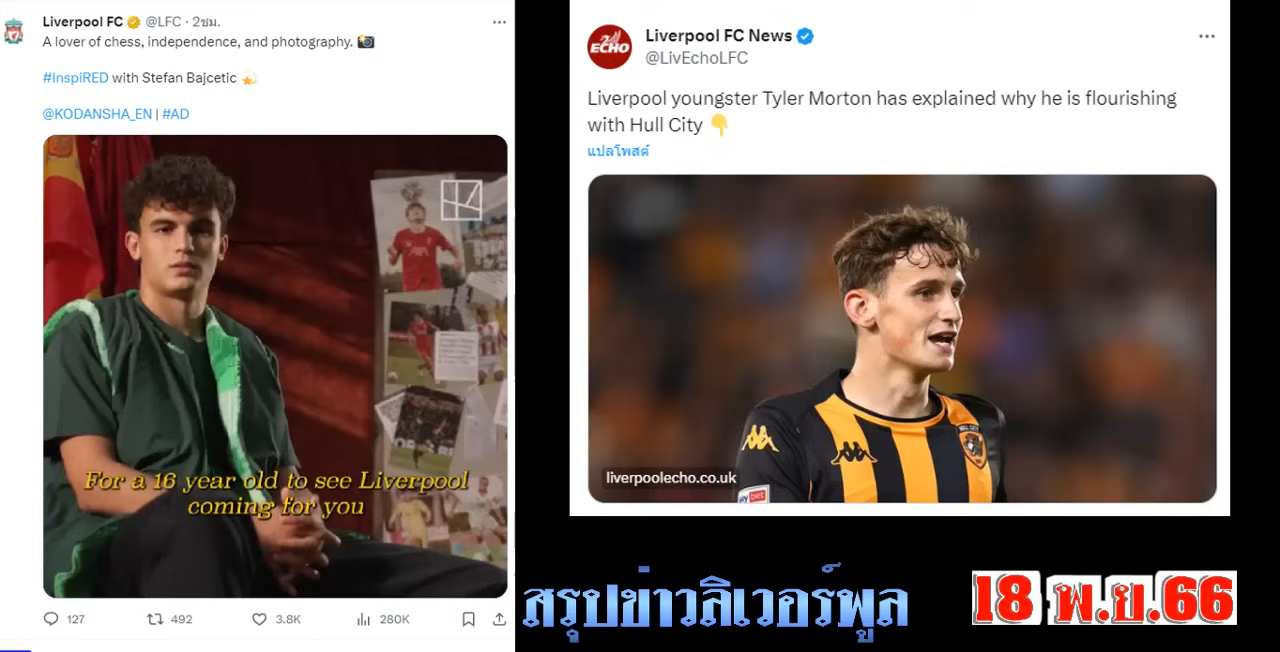 Liverpool FC @LFC · 2ชม.
A lover of chess, independence, and photography. 📸
#InspiRED with Stefan Bajcetic 💫
@KODANSHA_EN | #AD
For a 16 year old to see Liverpool
coming for you
127 492 3.8K 280K
ECHO
Liverpool FC News
@LivEchoLFC
Liverpool youngster Tyler Morton has explained why he is flourishing
with Hull City 👇
แปลโพสต์
HULL CITY
sky bet
liverpoolecho.co.uk
สรุปข่าวลิเวอร์พูล
18 พ.ย.66